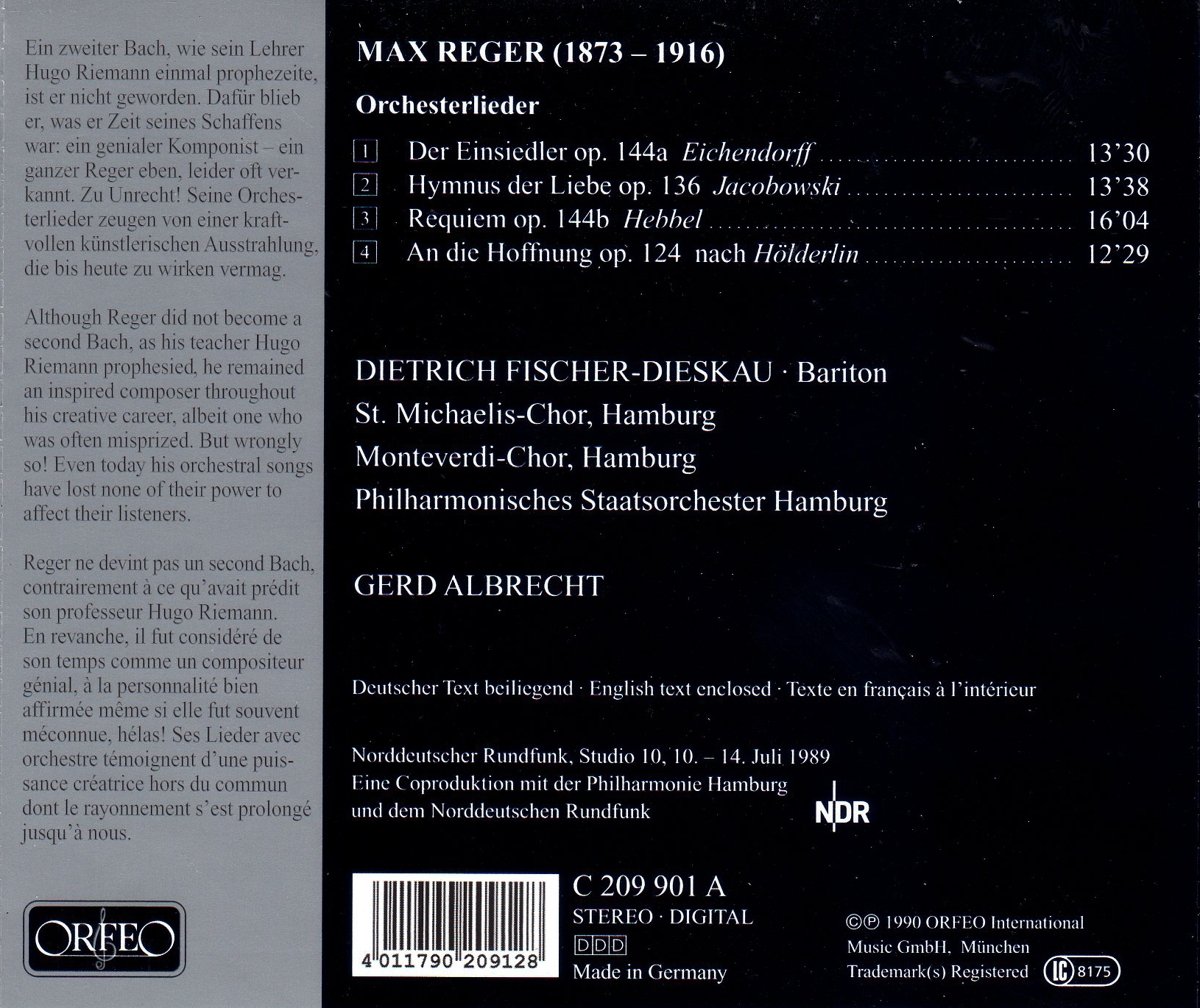 Ein zweiter Bach, wie sein Lehrer
Hugo Riemann einmal prophezeite,
ist er nicht geworden. Dafür blieb
er, was er Zeit seines Schaffens
war: ein genialer Komponist – ein
ganzer Reger eben, leider oft ver-
kannt. Zu Unrecht! Seine Orches-
terlieder zeugen von einer kraft-
vollen künstlerischen Ausstrahlung,
die bis heute zu wirken vermag.
Although Reger did not become a
second Bach, as his teacher Hugo
Riemann prophesied, he remained
an inspired composer throughout
his creative career, albeit one who
was often misprized. But wrongly
so! Even today his orchestral songs
have lost none of their power to
affect their listeners.
Reger ne devint pas un second Bach,
contrairement à ce qu'avait prédit
son professeur Hugo Riemann.
En revanche, il fut considéré de
son temps comme un compositeur
génial, à la personnalité bien
affirmée même si elle fut souvent
méconnue, hélas! Ses Lieder avec
orchestre témoignent d'une puis-
sance créatrice hors du commun
dont le rayonnement s'est prolongé
jusqu'à nous.
ORFEO
MAX REGER (1873 – 1916)
Orchesterlieder
1 Der Einsiedler op. 144a Eichendorff 13'30
2 Hymnus der Liebe op. 136 Jacobowski 13'38
3 Requiem op. 144b Hebbel 16'04
4 An die Hoffnung op. 124 nach Hölderlin 12'29
DIETRICH FISCHER-DIESKAU · Bariton
St. Michaelis-Chor, Hamburg
Monteverdi-Chor, Hamburg
Philharmonisches Staatsorchester Hamburg
GERD ALBRECHT
Deutscher Text beiliegend · English text enclosed · Texte en français à l'intérieur
Norddeutscher Rundfunk, Studio 10, 10. – 14. Juli 1989
Eine Coproduktion mit der Philharmonie Hamburg
und dem Norddeutschen Rundfunk
NDR
4 011790 209128
C 209 901 A
STEREO · DIGITAL
DDD
Made in Germany
©℗ 1990 ORFEO International
Music GmbH, München
Trademark(s) Registered
LC 8175